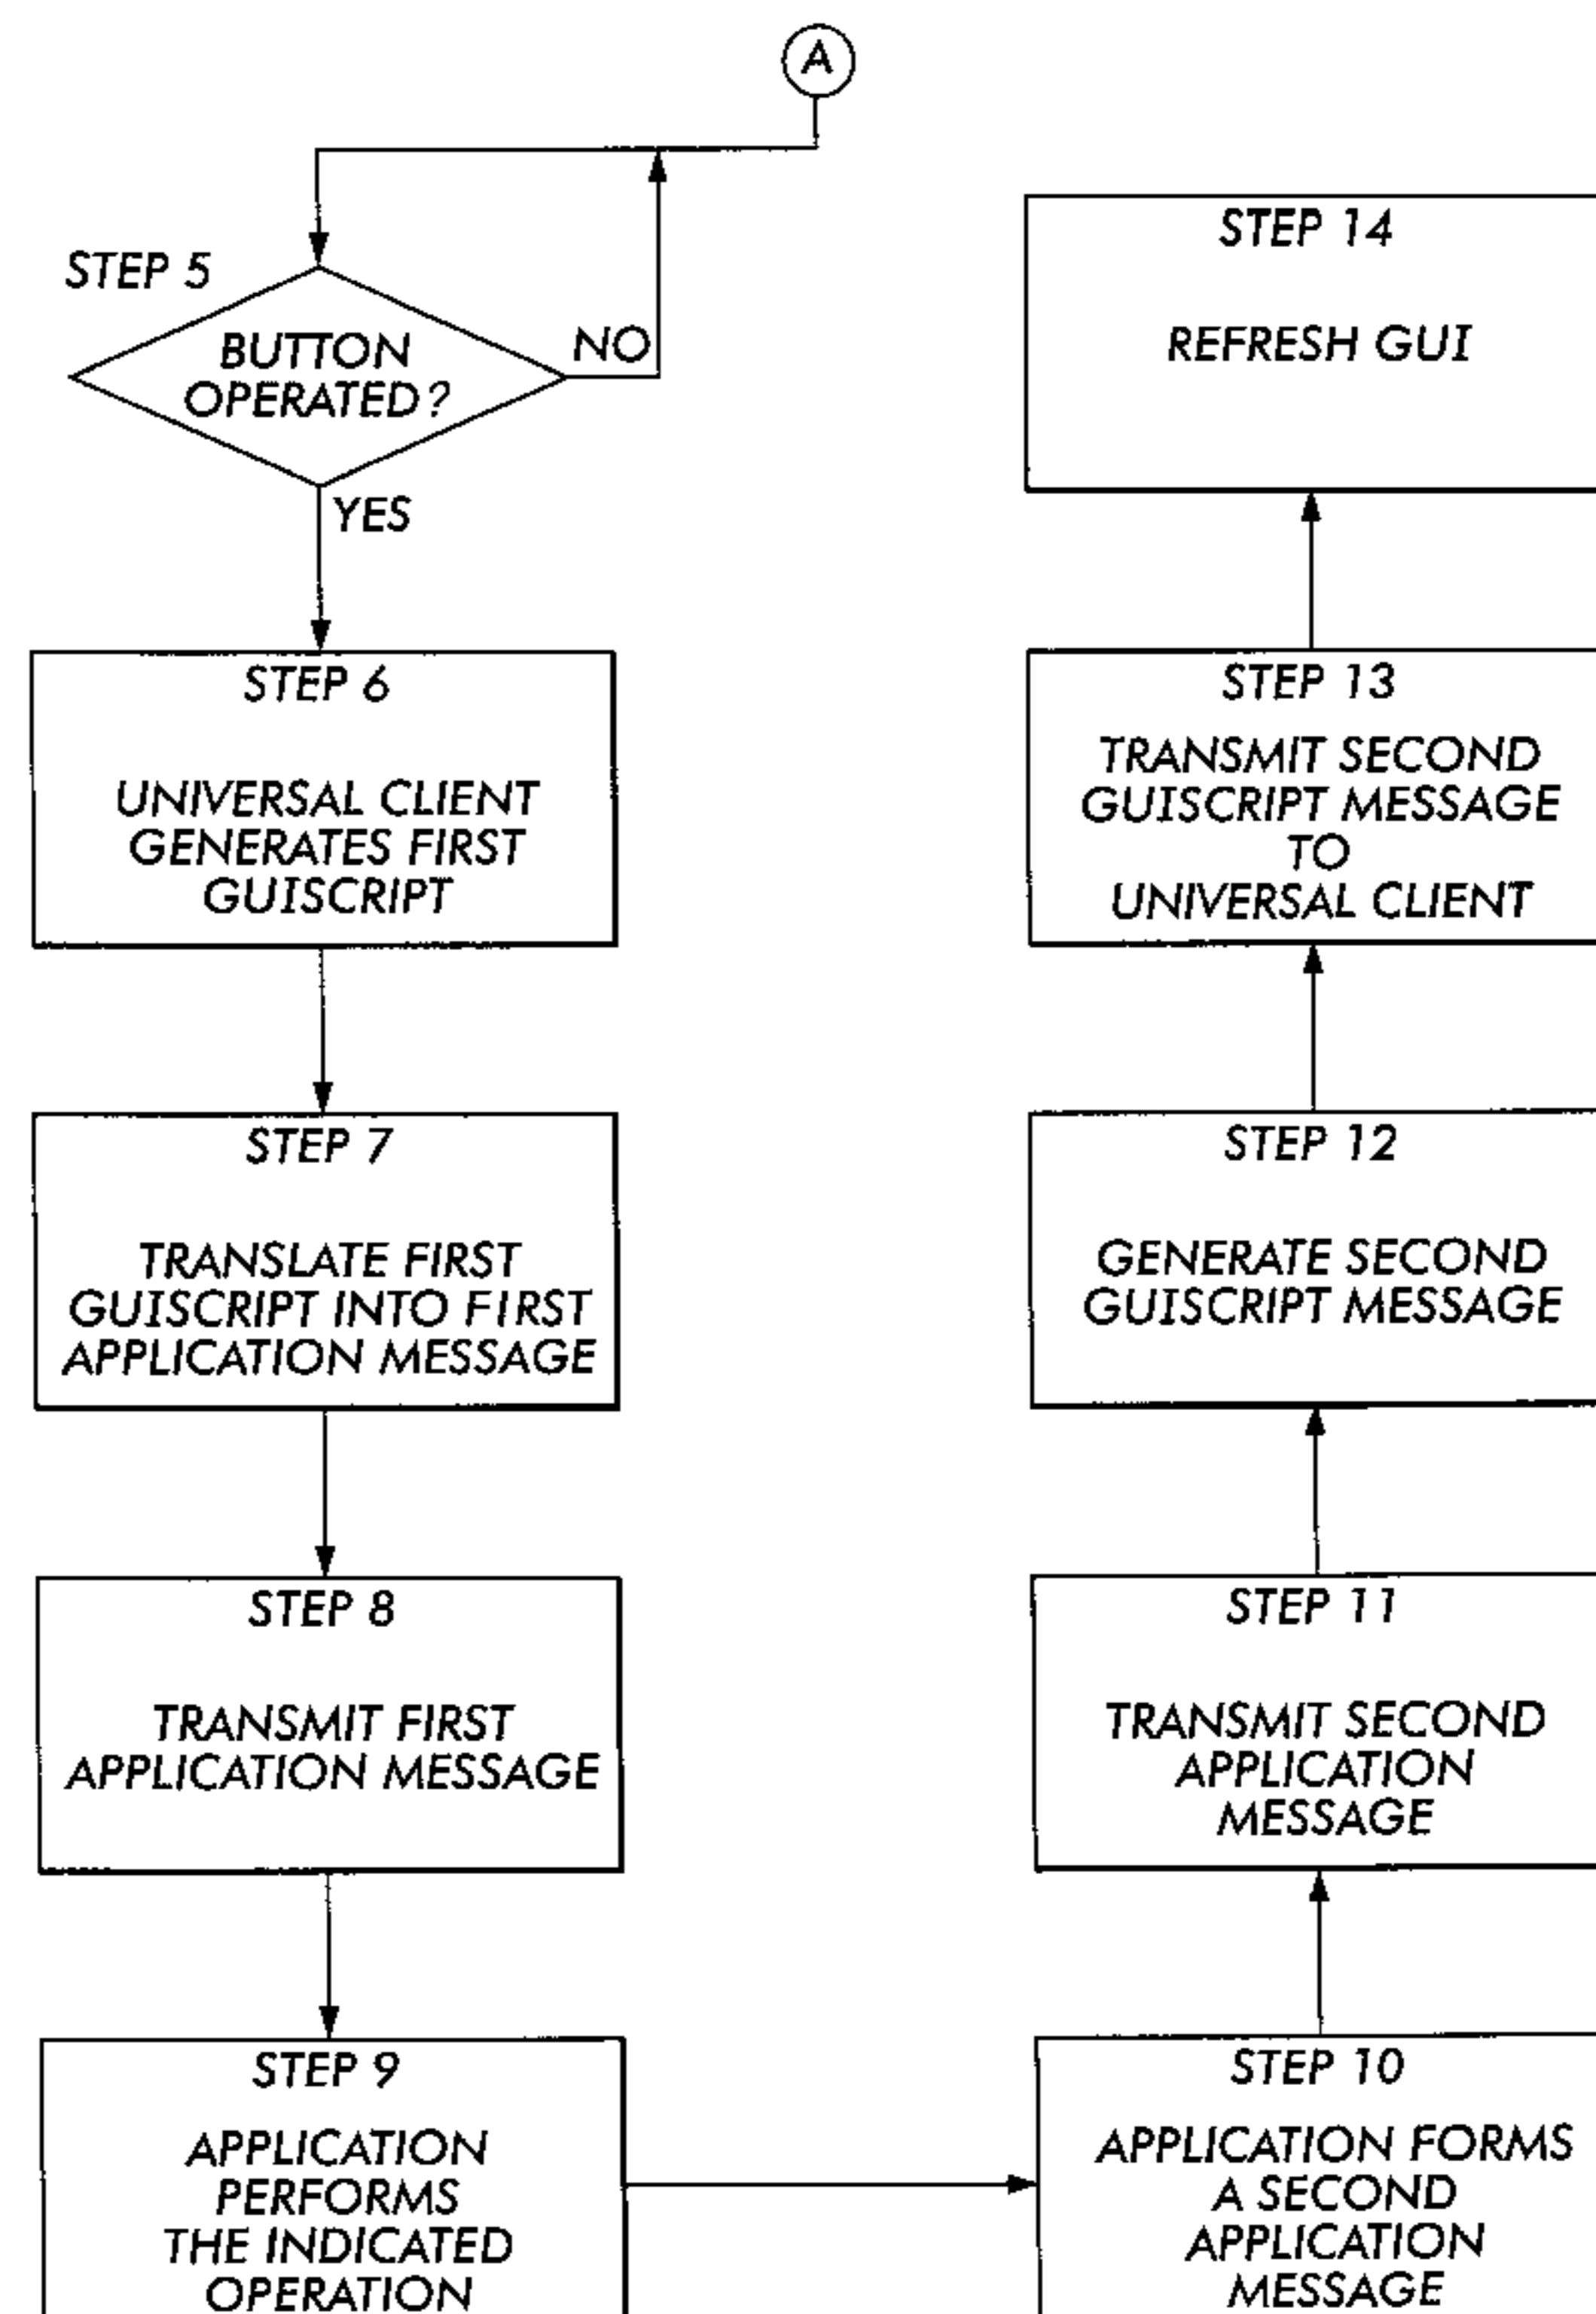 A
STEP 5
BUTTON
OPERATED?
NO
YES
STEP 6
UNIVERSAL CLIENT
GENERATES FIRST
GUISCRIPT
STEP 7
TRANSLATE FIRST
GUISCRIPT INTO FIRST
APPLICATION MESSAGE
STEP 8
TRANSMIT FIRST
APPLICATION MESSAGE
STEP 9
APPLICATION
PERFORMS
THE INDICATED
OPERATION
STEP 10
APPLICATION FORMS
A SECOND
APPLICATION
MESSAGE
STEP 11
TRANSMIT SECOND
APPLICATION
MESSAGE
STEP 12
GENERATE SECOND
GUISCRIPT MESSAGE
STEP 13
TRANSMIT SECOND
GUISCRIPT MESSAGE
TO
UNIVERSAL CLIENT
STEP 14
REFRESH GUI